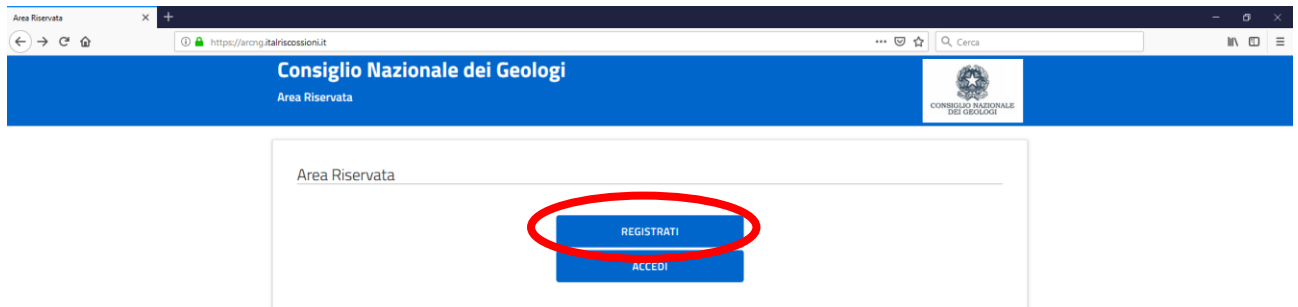 Area Riservata
https://arcng.italriscossioni.it
Cerca
Consiglio Nazionale dei Geologi
Area Riservata
CONSIGLIO NAZIONALE
DEI GEOLOGI
Area Riservata
REGISTRATI
ACCEDI